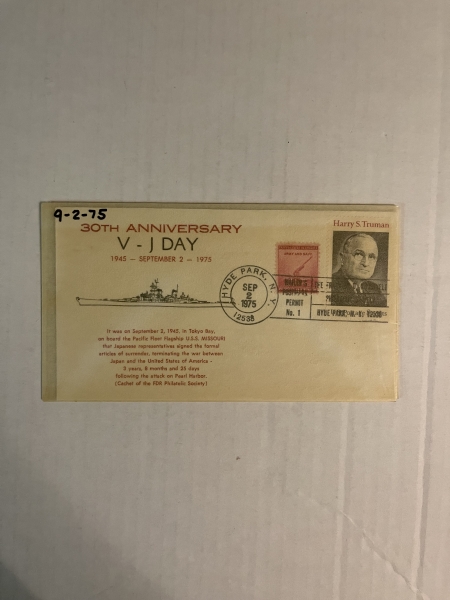 9-2-75
30TH ANNIVERSARY
V - J DAY
1945 — SEPTEMBER 2 — 1975
Harry S. Truman
HYDE PARK, N.Y.
SEP
2
1975
12538
PERMIT
No. 1
It was on September 2, 1945, in Tokyo Bay,
on board the Pacific Fleet Flagship U.S.S. MISSOURI
that Japanese representatives signed the formal
articles of surrender, terminating the war between
Japan and the United States of America -
3 years, 8 months and 25 days
following the attack on Pearl Harbor.
(Cachet of the FDR Philatelic Society)